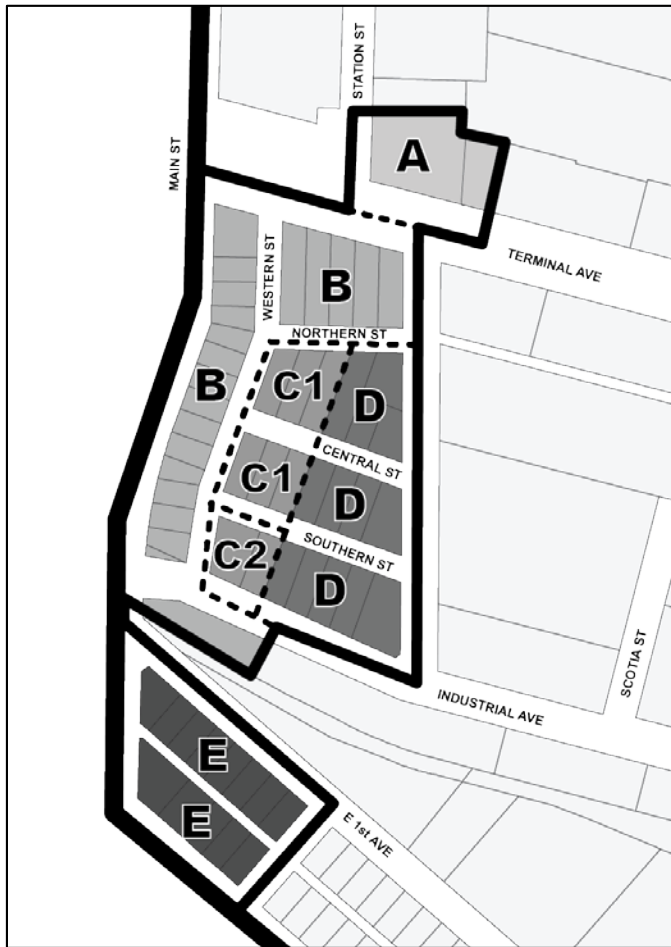 STATION ST
MAIN ST
A
TERMINAL AVE
WESTERN ST
B
NORTHERN ST
B
C1
D
CENTRAL ST
C1
D
SOUTHERN ST
C2
D
SCOTIA ST
INDUSTRIAL AVE
E
E
E 1st AVE